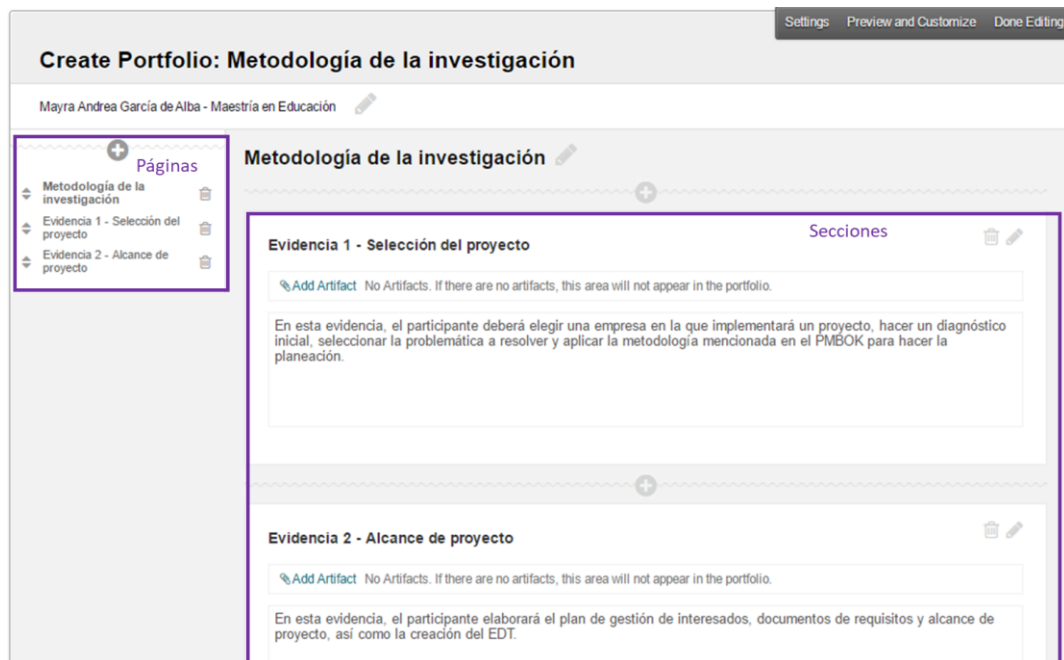 Settings Preview and Customize Done Editing
Create Portfolio: Metodología de la investigación
Mayra Andrea García de Alba - Maestría en Educación
Páginas
Metodología de la
investigación
Evidencia 1 - Selección del
proyecto
Evidencia 2 - Alcance de
proyecto
Metodología de la investigación
Secciones
Evidencia 1 - Selección del proyecto
Add Artifact No Artifacts. If there are no artifacts, this area will not appear in the portfolio.
En esta evidencia, el participante deberá elegir una empresa en la que implementará un proyecto, hacer un diagnóstico
inicial, seleccionar la problemática a resolver y aplicar la metodología mencionada en el PMBOK para hacer la
planeación.
Evidencia 2 - Alcance de proyecto
Add Artifact No Artifacts. If there are no artifacts, this area will not appear in the portfolio.
En esta evidencia, el participante elaborará el plan de gestión de interesados, documentos de requisitos y alcance de
proyecto, así como la creación del EDT.